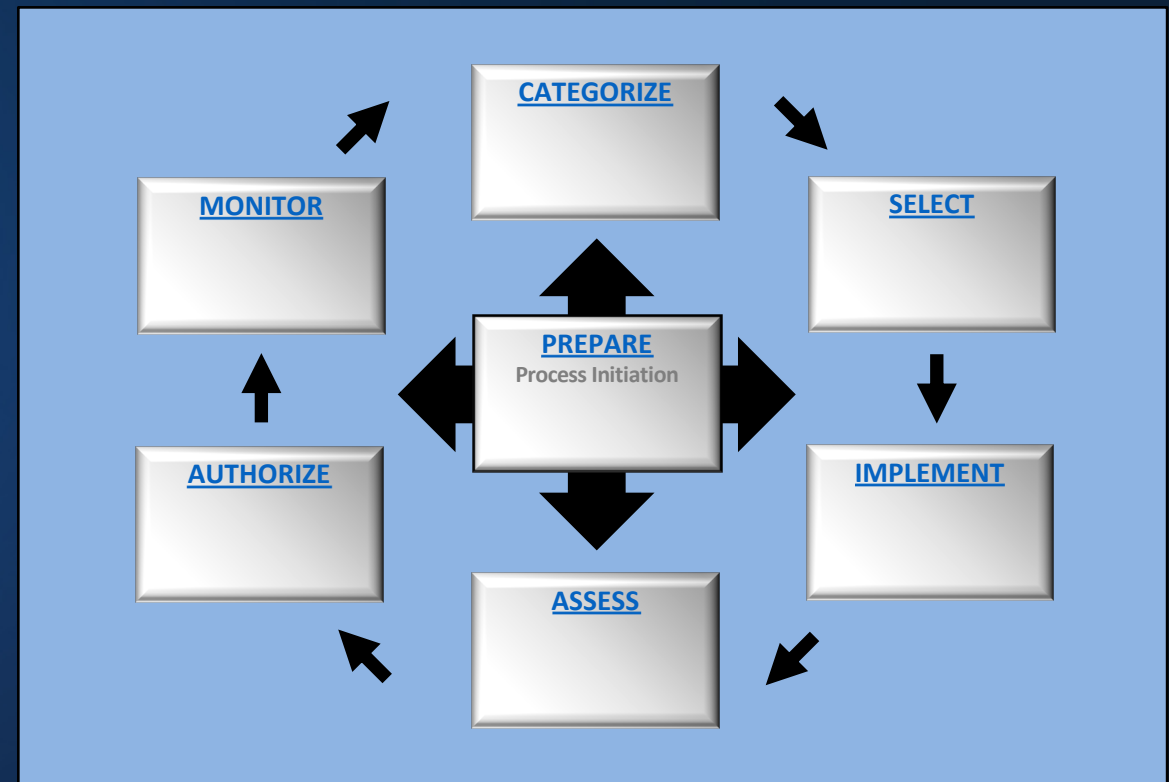 CATEGORIZE
MONITOR
SELECT
PREPARE
Process Initiation
AUTHORIZE
IMPLEMENT
ASSESS